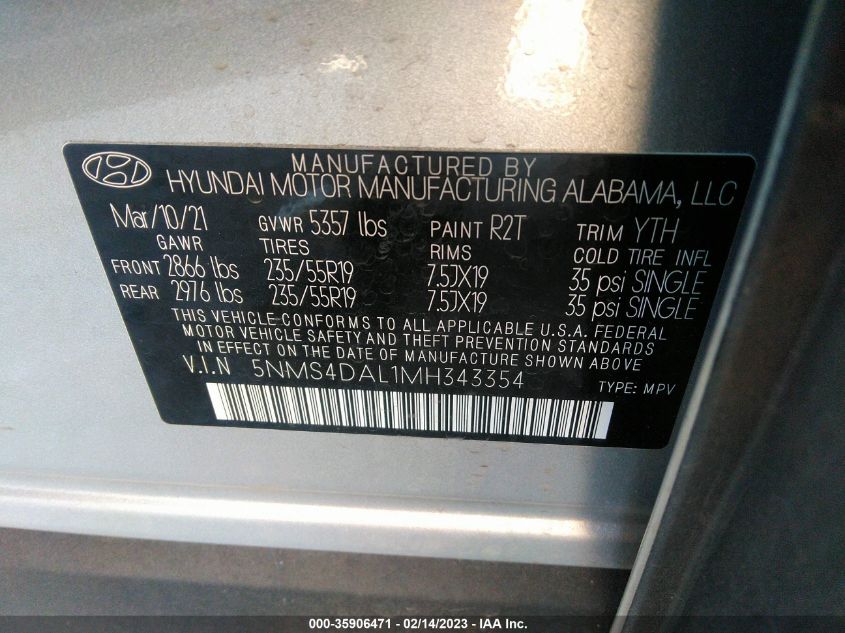 MANUFACTURED BY
HYUNDAI MOTOR MANUFACTURING ALABAMA, LLC
Mar/10/21 GVWR 5357 lbs PAINT R2T TRIM YTH
GAWR TIRES RIMS COLD TIRE INFL
FRONT 2866 lbs 235/55R19 7.5JX19 35 psi SINGLE
REAR 2976 lbs 235/55R19 7.5JX19 35 psi SINGLE
THIS VEHICLE CONFORMS TO ALL APPLICABLE U.S.A. FEDERAL
MOTOR VEHICLE SAFETY AND THEFT PREVENTION STANDARDS
IN EFFECT ON THE DATE OF MANUFACTURE SHOWN ABOVE
V.I.N 5NMS4DAL1MH343354 TYPE: MPV
000-35906471 - 02/14/2023 - IAA Inc.